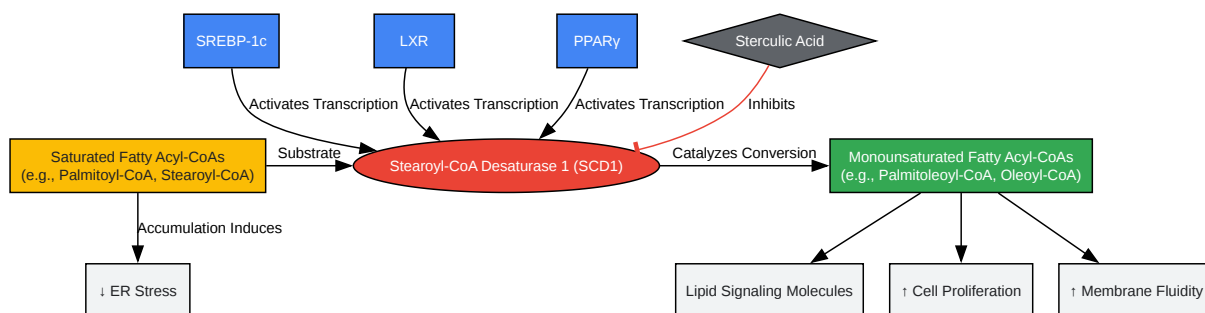 SREBP-1c
LXR
PPARγ
Sterculic Acid
Activates Transcription
Activates Transcription
Activates Transcription
Inhibits
Saturated Fatty Acyl-CoAs
(e.g., Palmitoyl-CoA, Stearoyl-CoA)
Substrate
Stearoyl-CoA Desaturase 1 (SCD1)
Catalyzes Conversion
Monounsaturated Fatty Acyl-CoAs
(e.g., Palmitoleoyl-CoA, Oleoyl-CoA)
Accumulation Induces
↓ ER Stress
Lipid Signaling Molecules
↑ Cell Proliferation
↑ Membrane Fluidity